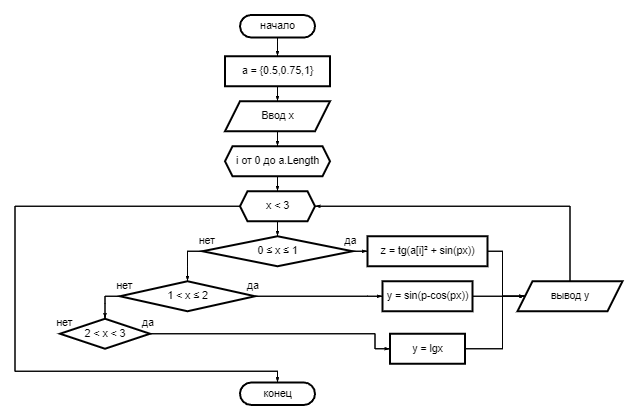 начало
a = {0.5,0.75,1}
Ввод x
i от 0 до a.Length
x < 3
нет
0 ≤ x ≤ 1
да
z = tg(a[i]² + sin(px))
нет
1 < x ≤ 2
да
y = sin(p-cos(px))
вывод y
нет
2 < x < 3
да
y = lgx
конец